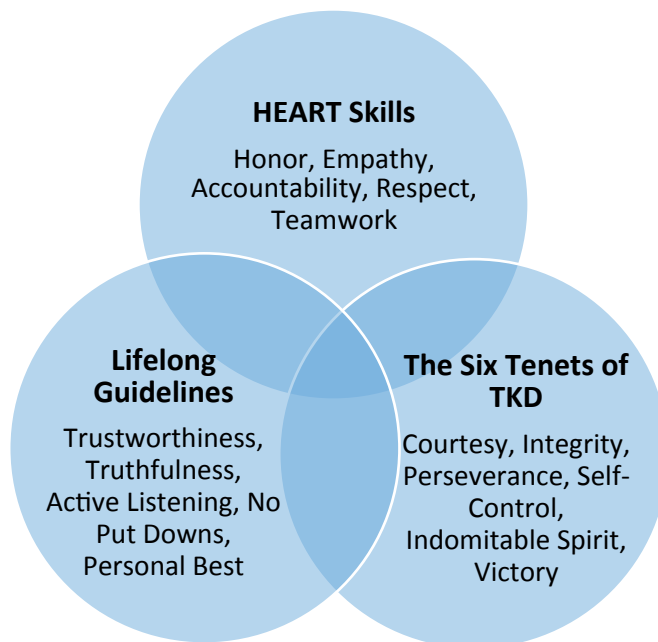 HEART Skills
Honor, Empathy,
Accountability, Respect,
Teamwork
Lifelong
Guidelines
Trustworthiness,
Truthfulness,
Active Listening, No
Put Downs,
Personal Best
The Six Tenets of
TKD
Courtesy, Integrity,
Perseverance, Self-
Control,
Indomitable Spirit,
Victory